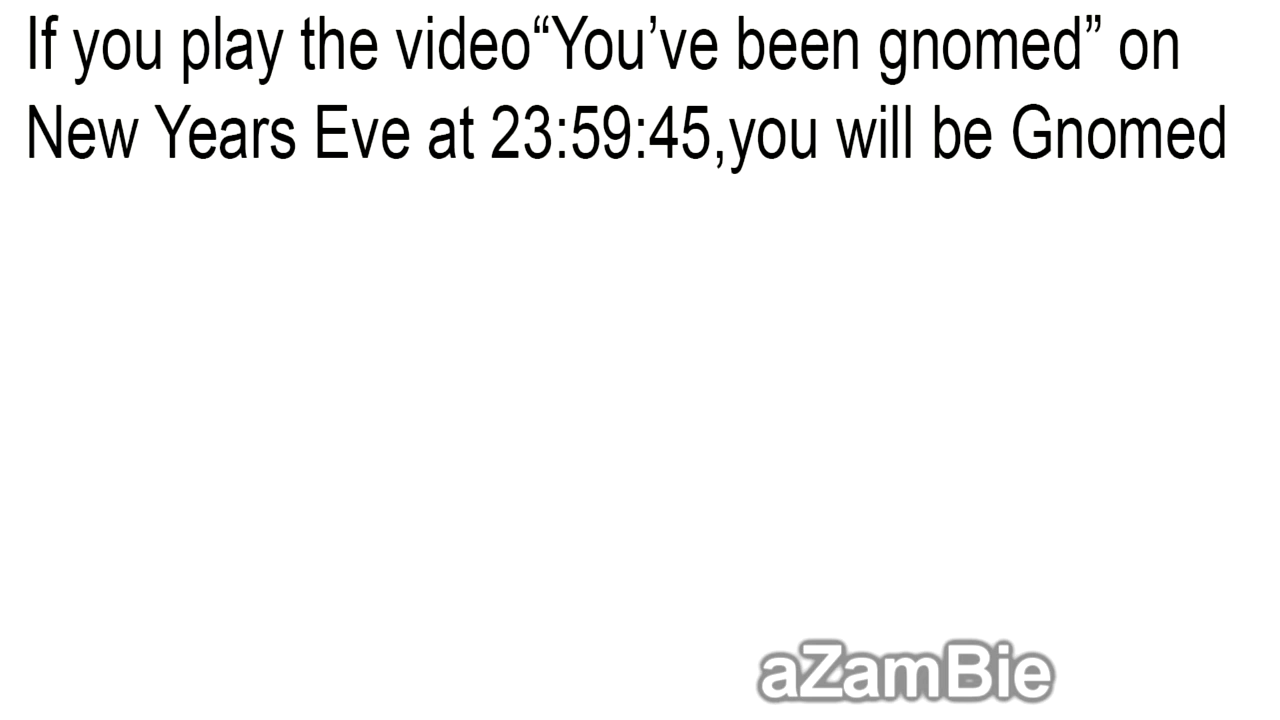 If you play the video“You’ve been gnomed” on
New Years Eve at 23:59:45,you will be Gnomed
aZamBie